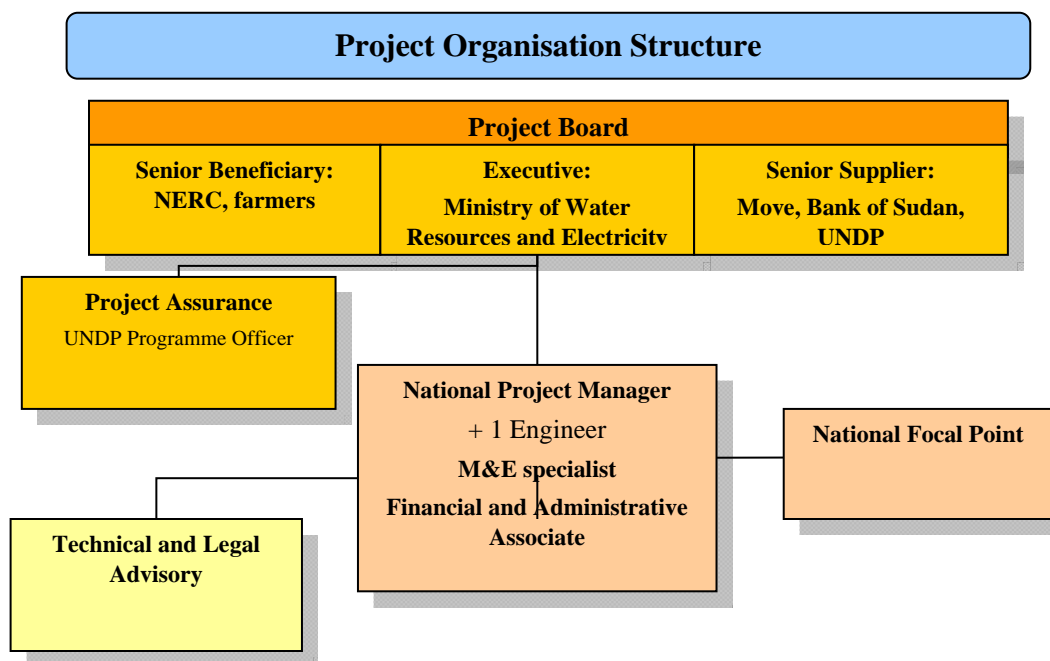 Project Organisation Structure
Project Board
Senior Beneficiary:
NERC, farmers
Executive:
Ministry of Water
Resources and Electricity
Senior Supplier:
Move, Bank of Sudan,
UNDP
Project Assurance
UNDP Programme Officer
National Project Manager
+ 1 Engineer
M&E specialist
Financial and Administrative
Associate
National Focal Point
Technical and Legal
Advisory